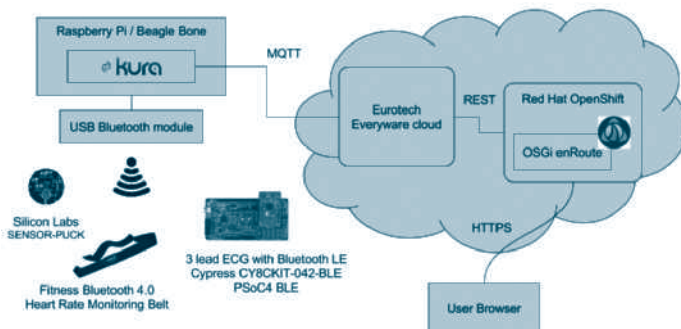 Raspberry Pi / Beagle Bone
kura
USB Bluetooth module
MQTT
Eurotech
Everyware cloud
REST
Red Hat OpenShift
OSGi enRoute
Silicon Labs
SENSOR-PUCK
3 lead ECG with Bluetooth LE
Cypress CY8CKIT-042-BLE
PSoC4 BLE
Fitness Bluetooth 4.0
Heart Rate Monitoring Belt
HTTPS
User Browser